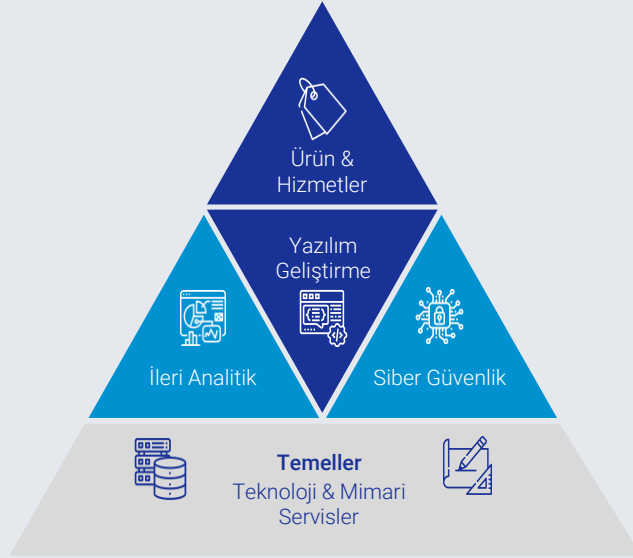 Ürün &
Hizmetler
Yazılım
Geliştirme
İleri Analitik
Siber Güvenlik
Temeller
Teknoloji & Mimari
Servisler